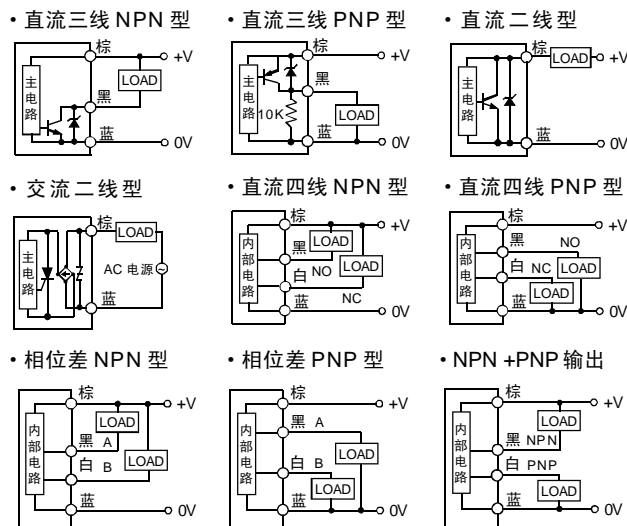 ·直流三线 NPN 型
棕
+V
LOAD
主电路
黑
蓝
0V
·直流三线 PNP 型
棕
+V
主电路
黑
10K
LOAD
蓝
0V
·直流二线型
棕
LOAD
+V
主电路
蓝
0V
·交流二线型
棕
LOAD
主电路
AC 电源
蓝
·直流四线 NPN 型
棕
+V
内部电路
黑
LOAD
白 NO
LOAD
NC
蓝
0V
·直流四线 PNP 型
棕
+V
内部电路
黑
NO
白 NC
LOAD
LOAD
蓝
0V
·相位差 NPN 型
棕
+V
LOAD
内部电路
黑 A
白 B
LOAD
蓝
0V
·相位差 PNP 型
棕
+V
内部电路
黑 A
白 B
LOAD
LOAD
蓝
0V
·NPN +PNP 输出
棕
+V
LOAD
内部电路
黑 NPN
白 PNP
LOAD
蓝
0V